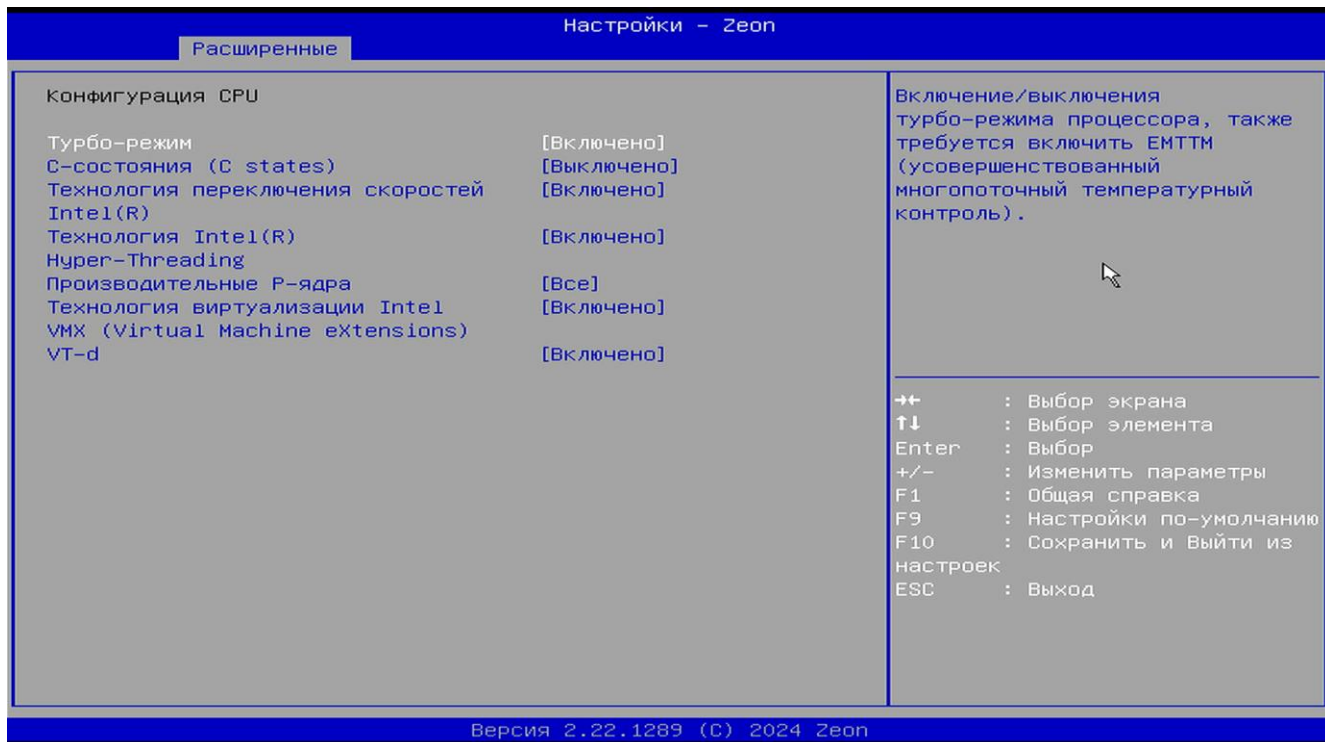 Настройки – Zeon
Расширенные
Конфигурация CPU
Турбо-режим [Включено]
C-состояния (C states) [Выключено]
Технология переключения скоростей [Включено]
Intel(R)
Технология Intel(R) [Включено]
Hyper-Threading
Производительные P-ядра [Все]
Технология виртуализации Intel [Включено]
VMX (Virtual Machine eXtensions)
VT-d [Включено]
Включение/выключения
турбо-режима процессора, также
требуется включить EMTTM
(усовершенствованный
многопоточный температурный
контроль).
→← : Выбор экрана
↑↓ : Выбор элемента
Enter : Выбор
+/- : Изменить параметры
F1 : Общая справка
F9 : Настройки по-умолчанию
F10 : Сохранить и Выйти из
настроек
ESC : Выход
Версия 2.22.1289 (C) 2024 Zeon